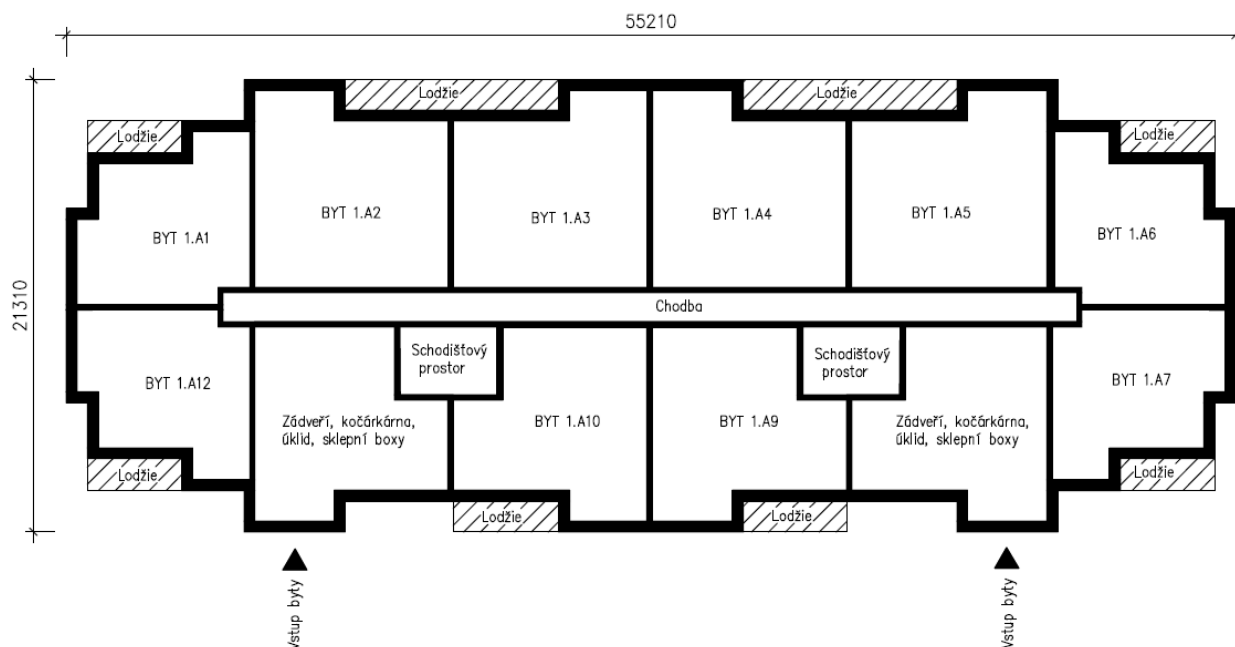 55210
Lodžie
Lodžie
Lodžie
Lodžie
BYT 1.A2
BYT 1.A3
BYT 1.A4
BYT 1.A5
BYT 1.A1
BYT 1.A6
21310
Chodba
Schodišťový
prostor
Schodišťový
prostor
BYT 1.A12
BYT 1.A7
Zádveří, kočárkárna,
úklid, sklepní boxy
BYT 1.A10
BYT 1.A9
Zádveří, kočárkárna,
úklid, sklepní boxy
Lodžie
Lodžie
Lodžie
Lodžie
Vstup byty
Vstup byty